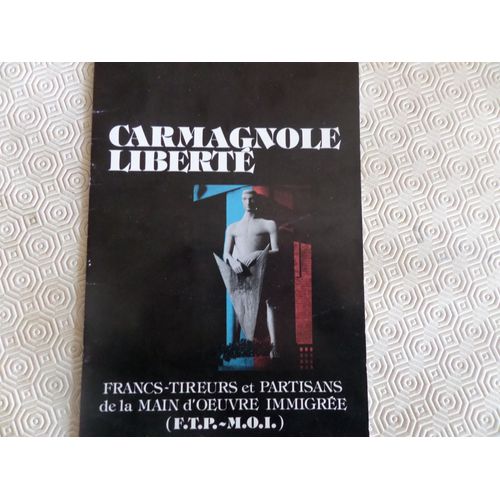 CARMAGNOLE
LIBERTÉ
FRANCS-TIREURS et PARTISANS
de la MAIN d'OEUVRE IMMIGRÉE
(F.T.P.~M.O.I.)